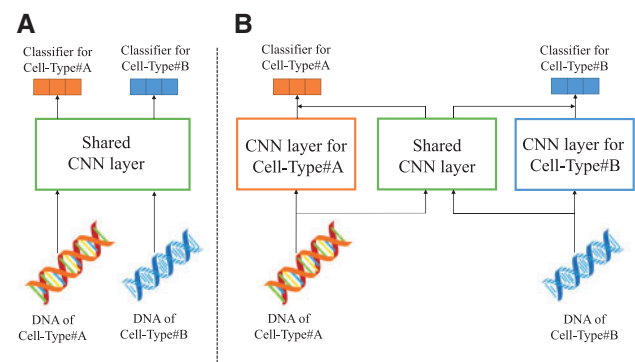 A
Classifier for
Cell-Type#A
Classifier for
Cell-Type#B
Shared
CNN layer
DNA of
Cell-Type#A
DNA of
Cell-Type#B
B
Classifier for
Cell-Type#A
Classifier for
Cell-Type#B
CNN layer for
Cell-Type#A
Shared
CNN layer
CNN layer for
Cell-Type#B
DNA of
Cell-Type#A
DNA of
Cell-Type#B